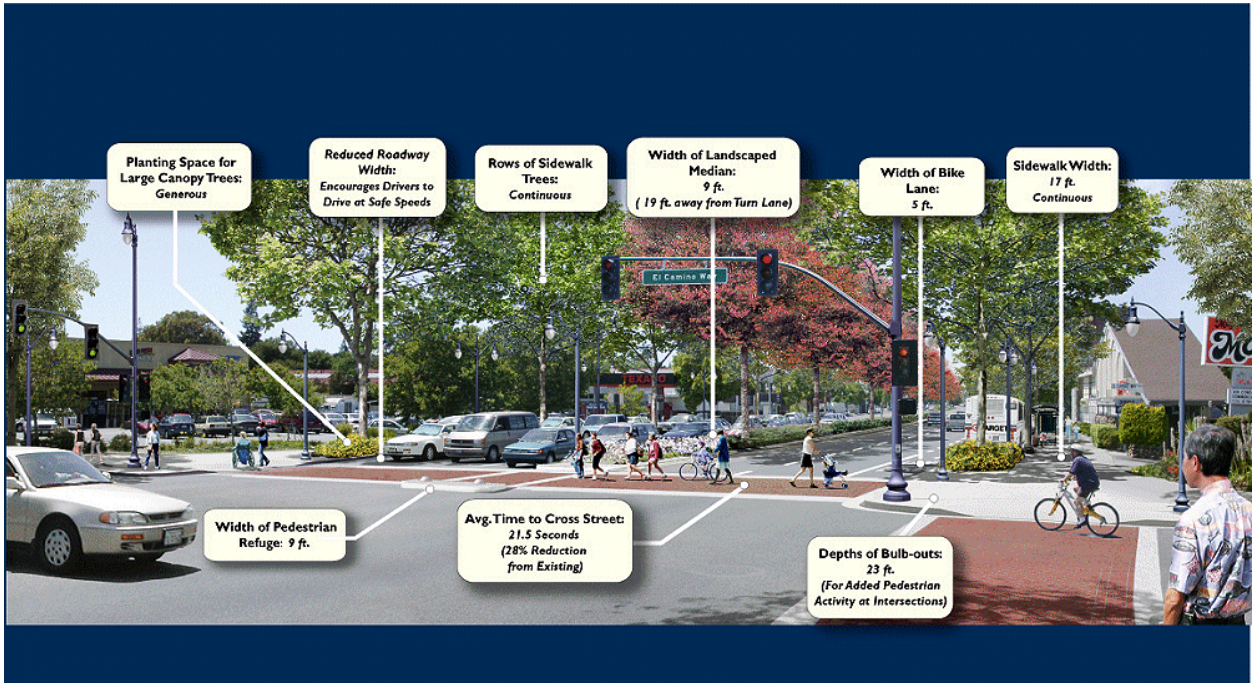 Planting Space for
Large Canopy Trees:
Generous
Reduced Roadway
Width:
Encourages Drivers to
Drive at Safe Speeds
Rows of Sidewalk
Trees:
Continuous
Width of Landscaped
Median:
9 ft.
( 19 ft. away from Turn Lane)
Width of Bike
Lane:
5 ft.
Sidewalk Width:
17 ft.
Continuous
El Camino Way
TEXACO
TARGET
Width of Pedestrian
Refuge: 9 ft.
Avg. Time to Cross Street:
21.5 Seconds
(28% Reduction
from Existing)
Depths of Bulb-outs:
23 ft.
(For Added Pedestrian
Activity at Intersections)